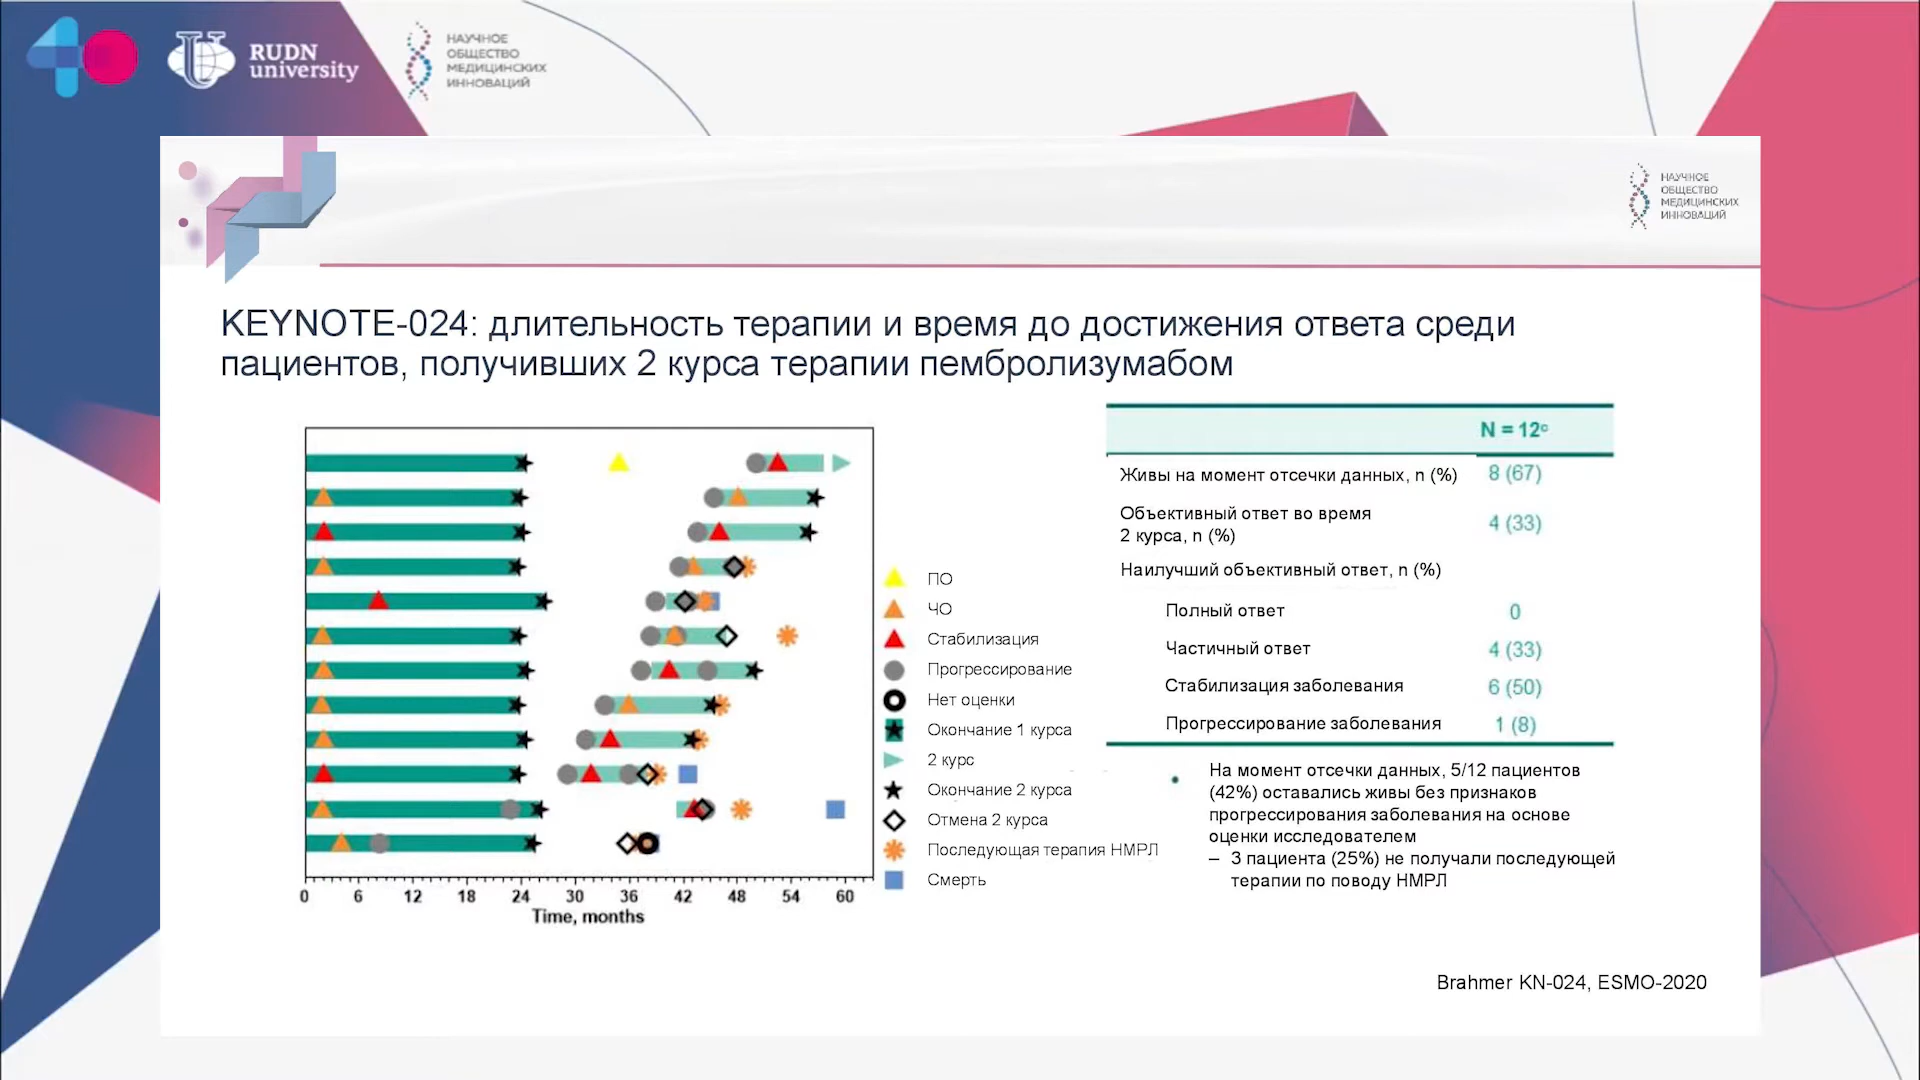 RUDN
university
НАУЧНОЕ
ОБЩЕСТВО
МЕДИЦИНСКИХ
ИННОВАЦИЙ
НАУЧНОЕ
ОБЩЕСТВО
МЕДИЦИНСКИХ
ИННОВАЦИЙ
KEYNOTE-024: длительность терапии и время до достижения ответа среди
пациентов, получивших 2 курса терапии пембролизумабом
0 6 12 18 24 30 36 42 48 54 60
Time, months
ПО
ЧО
Стабилизация
Прогрессирование
Нет оценки
Окончание 1 курса
2 курс
Окончание 2 курса
Отмена 2 курса
Последующая терапия НМРЛ
Смерть
N = 12ᶜ
Живы на момент отсечки данных, n (%) 8 (67)
Объективный ответ во время
2 курса, n (%) 4 (33)
Наилучший объективный ответ, n (%)
Полный ответ 0
Частичный ответ 4 (33)
Стабилизация заболевания 6 (50)
Прогрессирование заболевания 1 (8)
• На момент отсечки данных, 5/12 пациентов
(42%) оставались живы без признаков
прогрессирования заболевания на основе
оценки исследователем
– 3 пациента (25%) не получали последующей
терапии по поводу НМРЛ
Brahmer KN-024, ESMO-2020